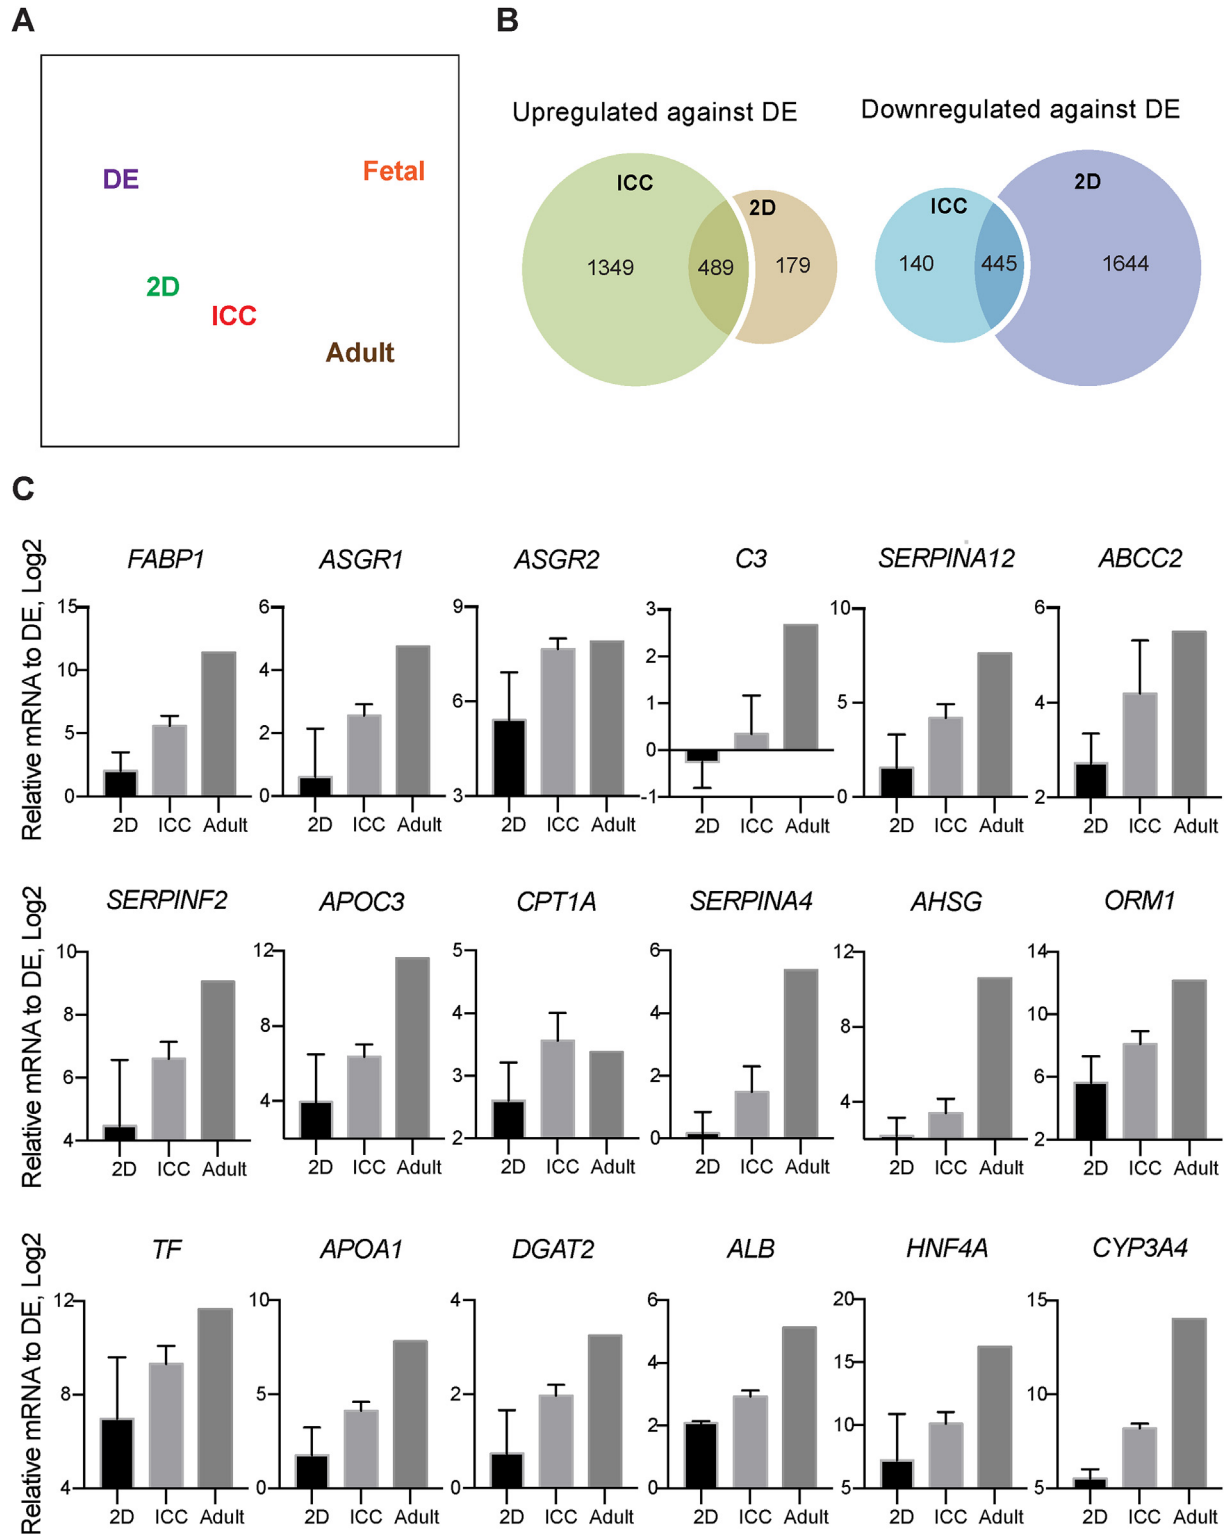 A
B
DE
Fetal
2D
ICC
Adult
Upregulated against DE
Downregulated against DE
ICC
2D
1349
489
179
ICC
2D
140
445
1644
C
Relative mRNA to DE, Log2
FABP1
15
10
5
0
2D ICC Adult
ASGR1
6
4
2
0
2D ICC Adult
ASGR2
9
6
3
2D ICC Adult
C3
3
2
1
0
-1
2D ICC Adult
SERPINA12
10
5
0
2D ICC Adult
ABCC2
6
4
2
2D ICC Adult
Relative mRNA to DE, Log2
SERPINF2
10
8
6
4
2D ICC Adult
APOC3
12
8
4
2D ICC Adult
CPT1A
5
4
3
2
2D ICC Adult
SERPINA4
6
4
2
0
2D ICC Adult
AHSG
12
8
4
2D ICC Adult
ORM1
14
10
6
2
2D ICC Adult
Relative mRNA to DE, Log2
TF
12
8
4
2D ICC Adult
APOA1
10
5
0
2D ICC Adult
DGAT2
4
2
0
2D ICC Adult
ALB
6
4
2
0
2D ICC Adult
HNF4A
20
15
10
5
2D ICC Adult
CYP3A4
15
10
5
2D ICC Adult